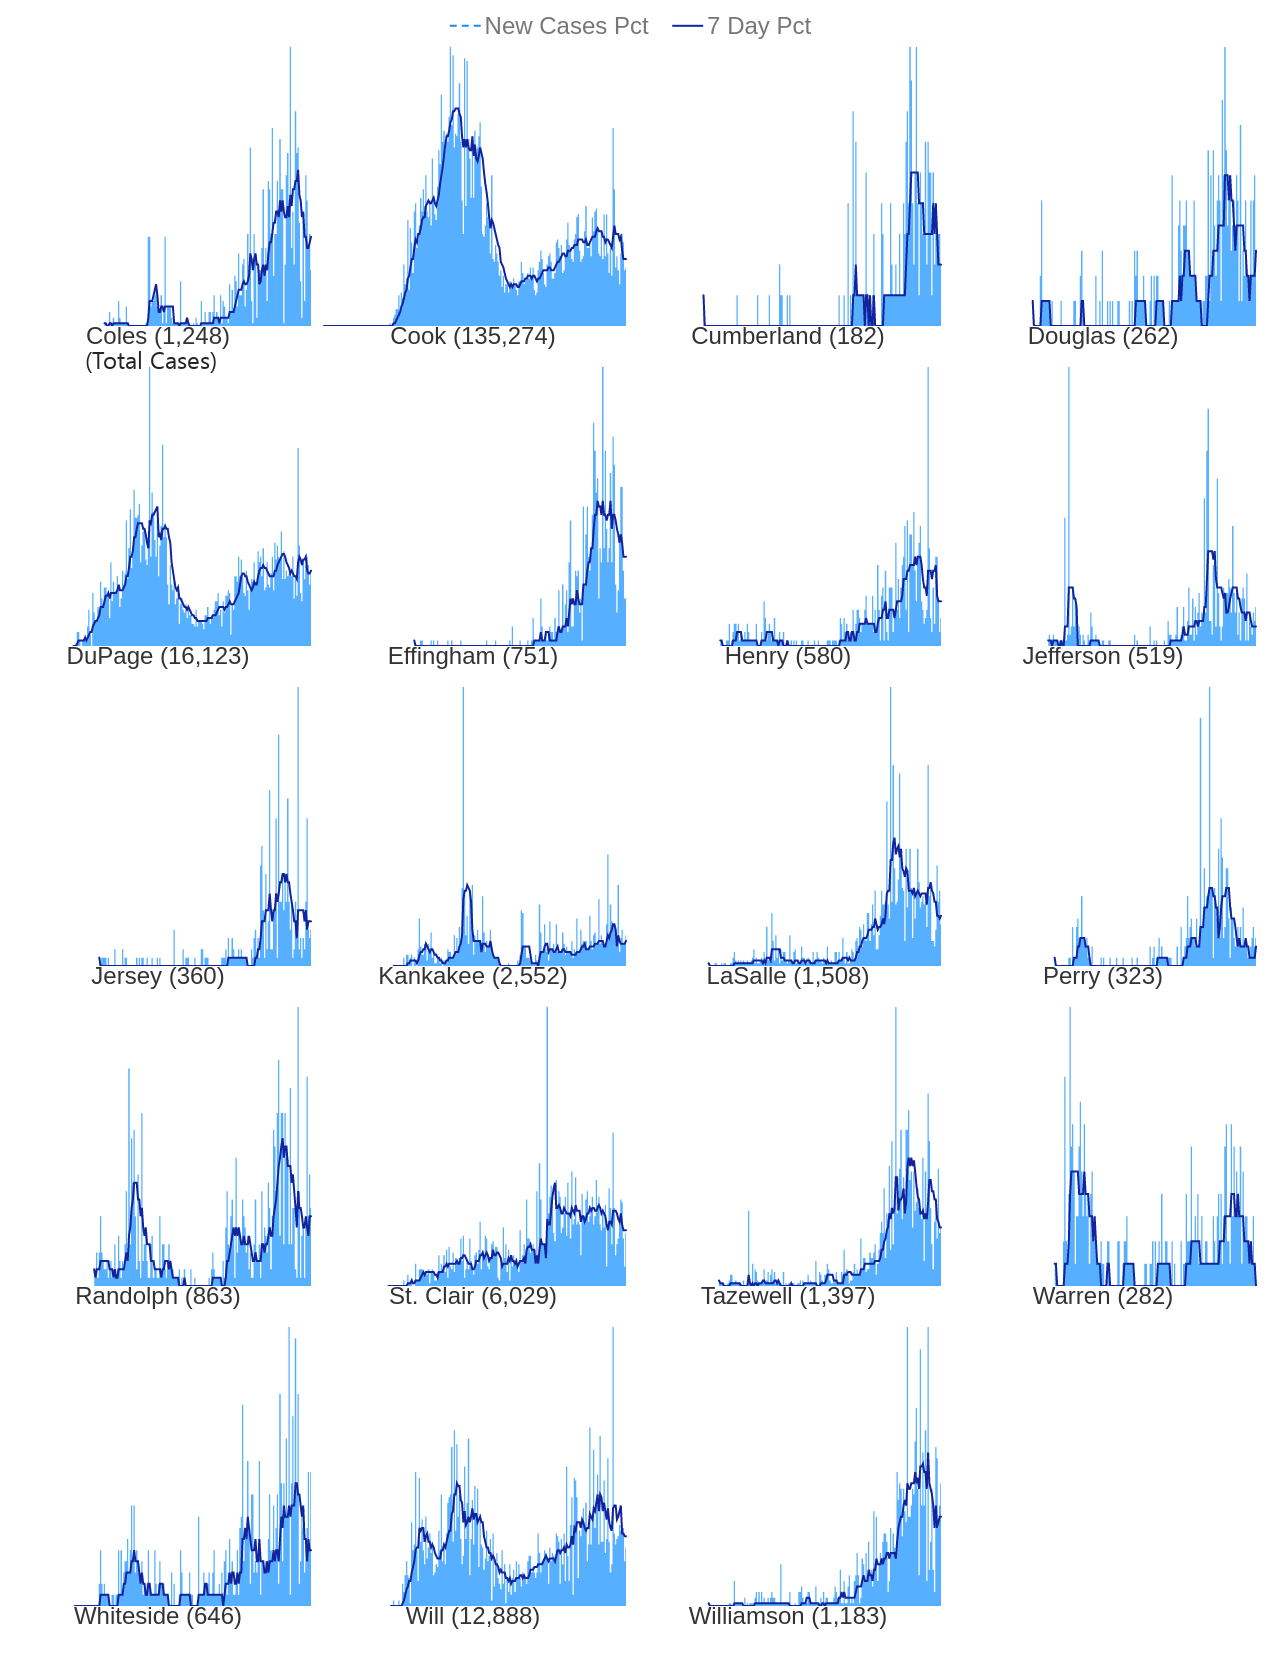 New Cases Pct 7 Day Pct
Coles (1,248) Cook (135,274) Cumberland (182) Douglas (262)
(Total Cases)
DuPage (16,123) Effingham (751) Henry (580) Jefferson (519)
Jersey (360) Kankakee (2,552) LaSalle (1,508) Perry (323)
Randolph (863) St. Clair (6,029) Tazewell (1,397) Warren (282)
Whiteside (646) Will (12,888) Williamson (1,183)